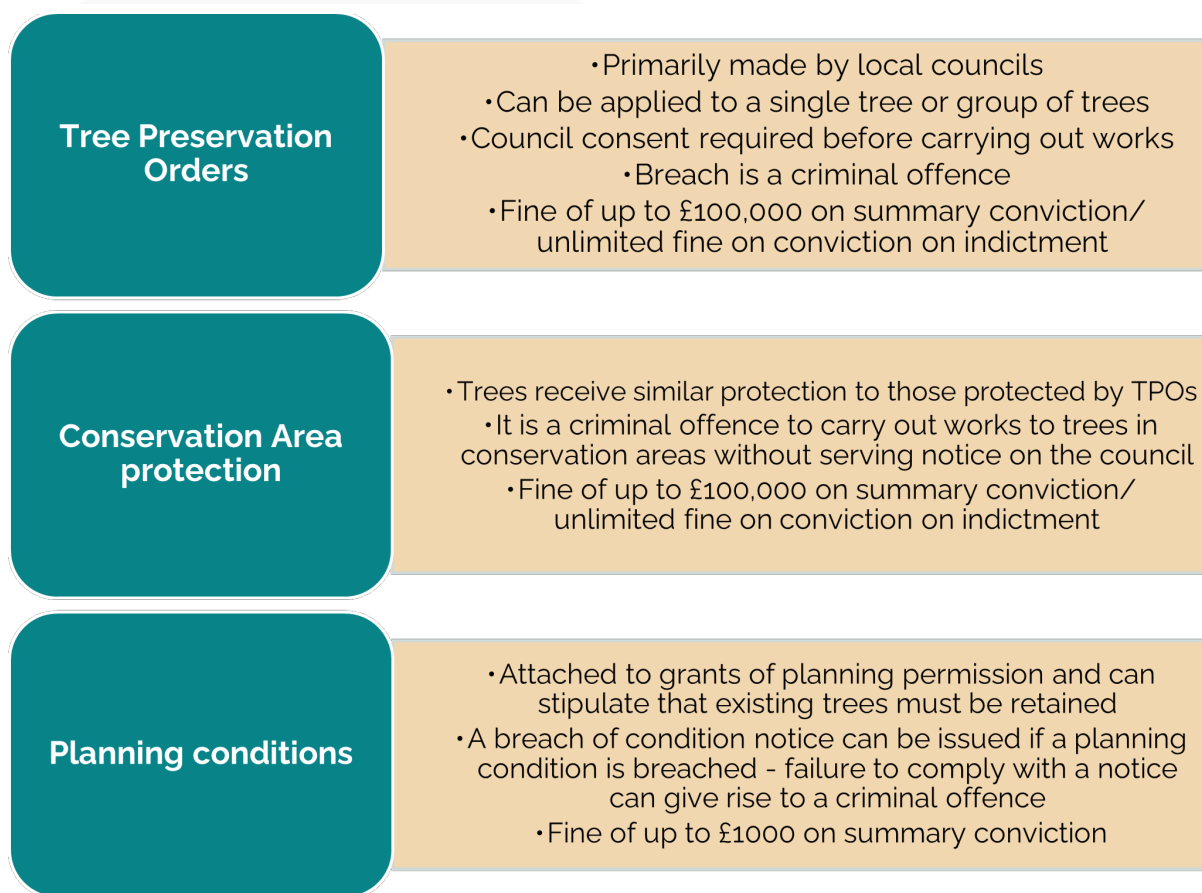 Tree Preservation
Orders
•Primarily made by local councils
•Can be applied to a single tree or group of trees
•Council consent required before carrying out works
•Breach is a criminal offence
•Fine of up to £100,000 on summary conviction/
unlimited fine on conviction on indictment
Conservation Area
protection
•Trees receive similar protection to those protected by TPOs
•It is a criminal offence to carry out works to trees in
conservation areas without serving notice on the council
•Fine of up to £100,000 on summary conviction/
unlimited fine on conviction on indictment
Planning conditions
•Attached to grants of planning permission and can
stipulate that existing trees must be retained
•A breach of condition notice can be issued if a planning
condition is breached - failure to comply with a notice
can give rise to a criminal offence
•Fine of up to £1000 on summary conviction